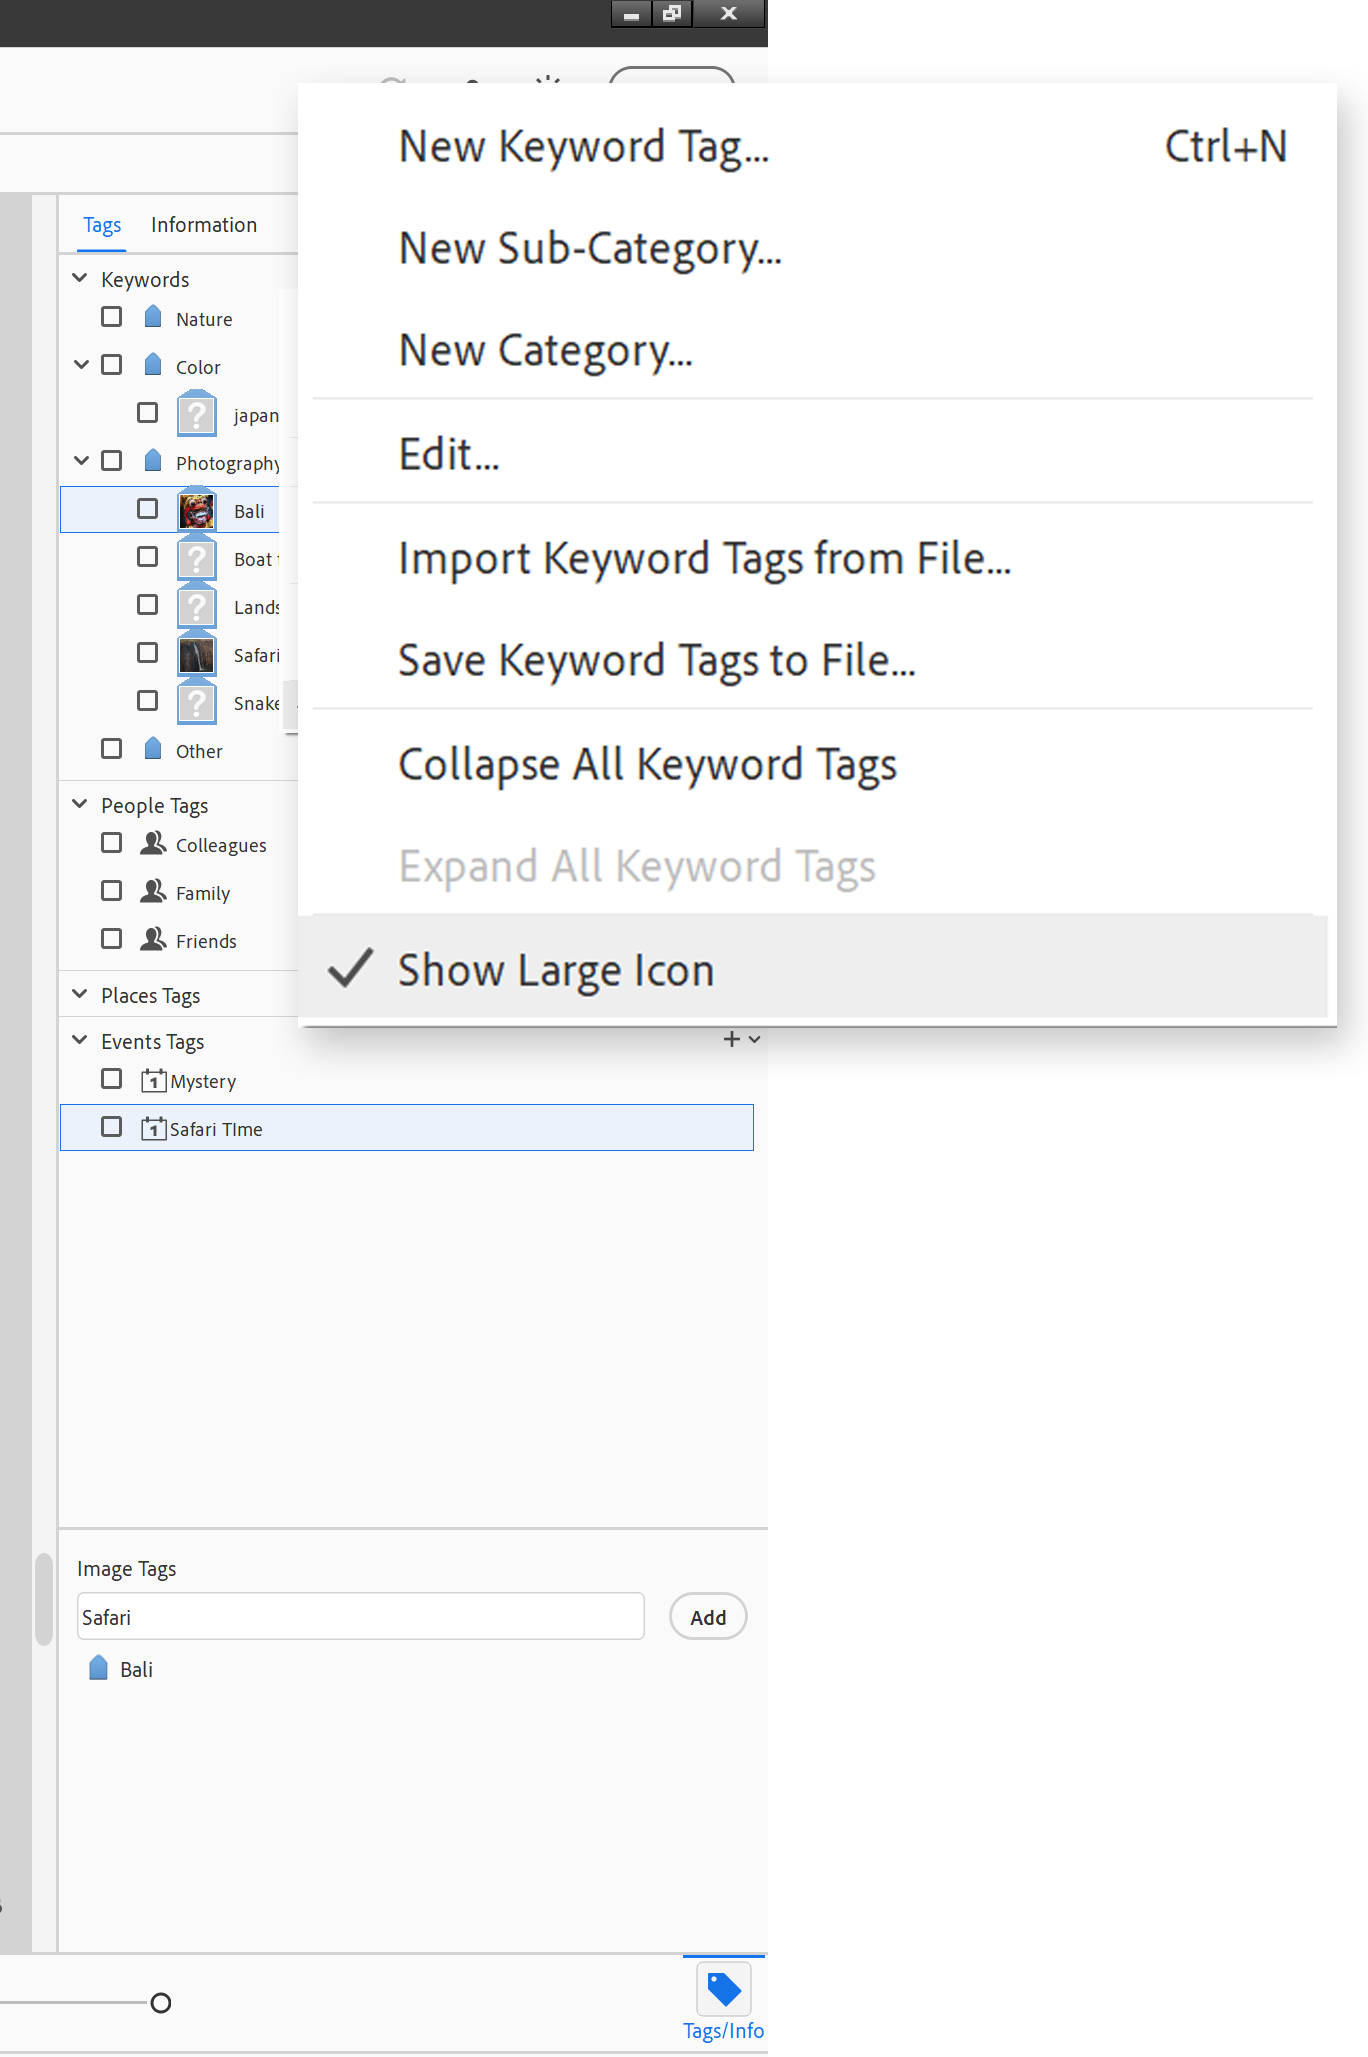 New Keyword Tag... Ctrl+N
New Sub-Category...
New Category...
Edit...
Import Keyword Tags from File...
Save Keyword Tags to File...
Collapse All Keyword Tags
Expand All Keyword Tags
Show Large Icon
Tags Information
Keywords
Nature
Color
japan
Photography
Bali
Boat
Safari
Snake
Other
People Tags
Colleagues
Family
Friends
Places Tags
Events Tags
1 Mystery
1 Safari TIme
Image Tags
Safari Add
Bali
Tags/Info